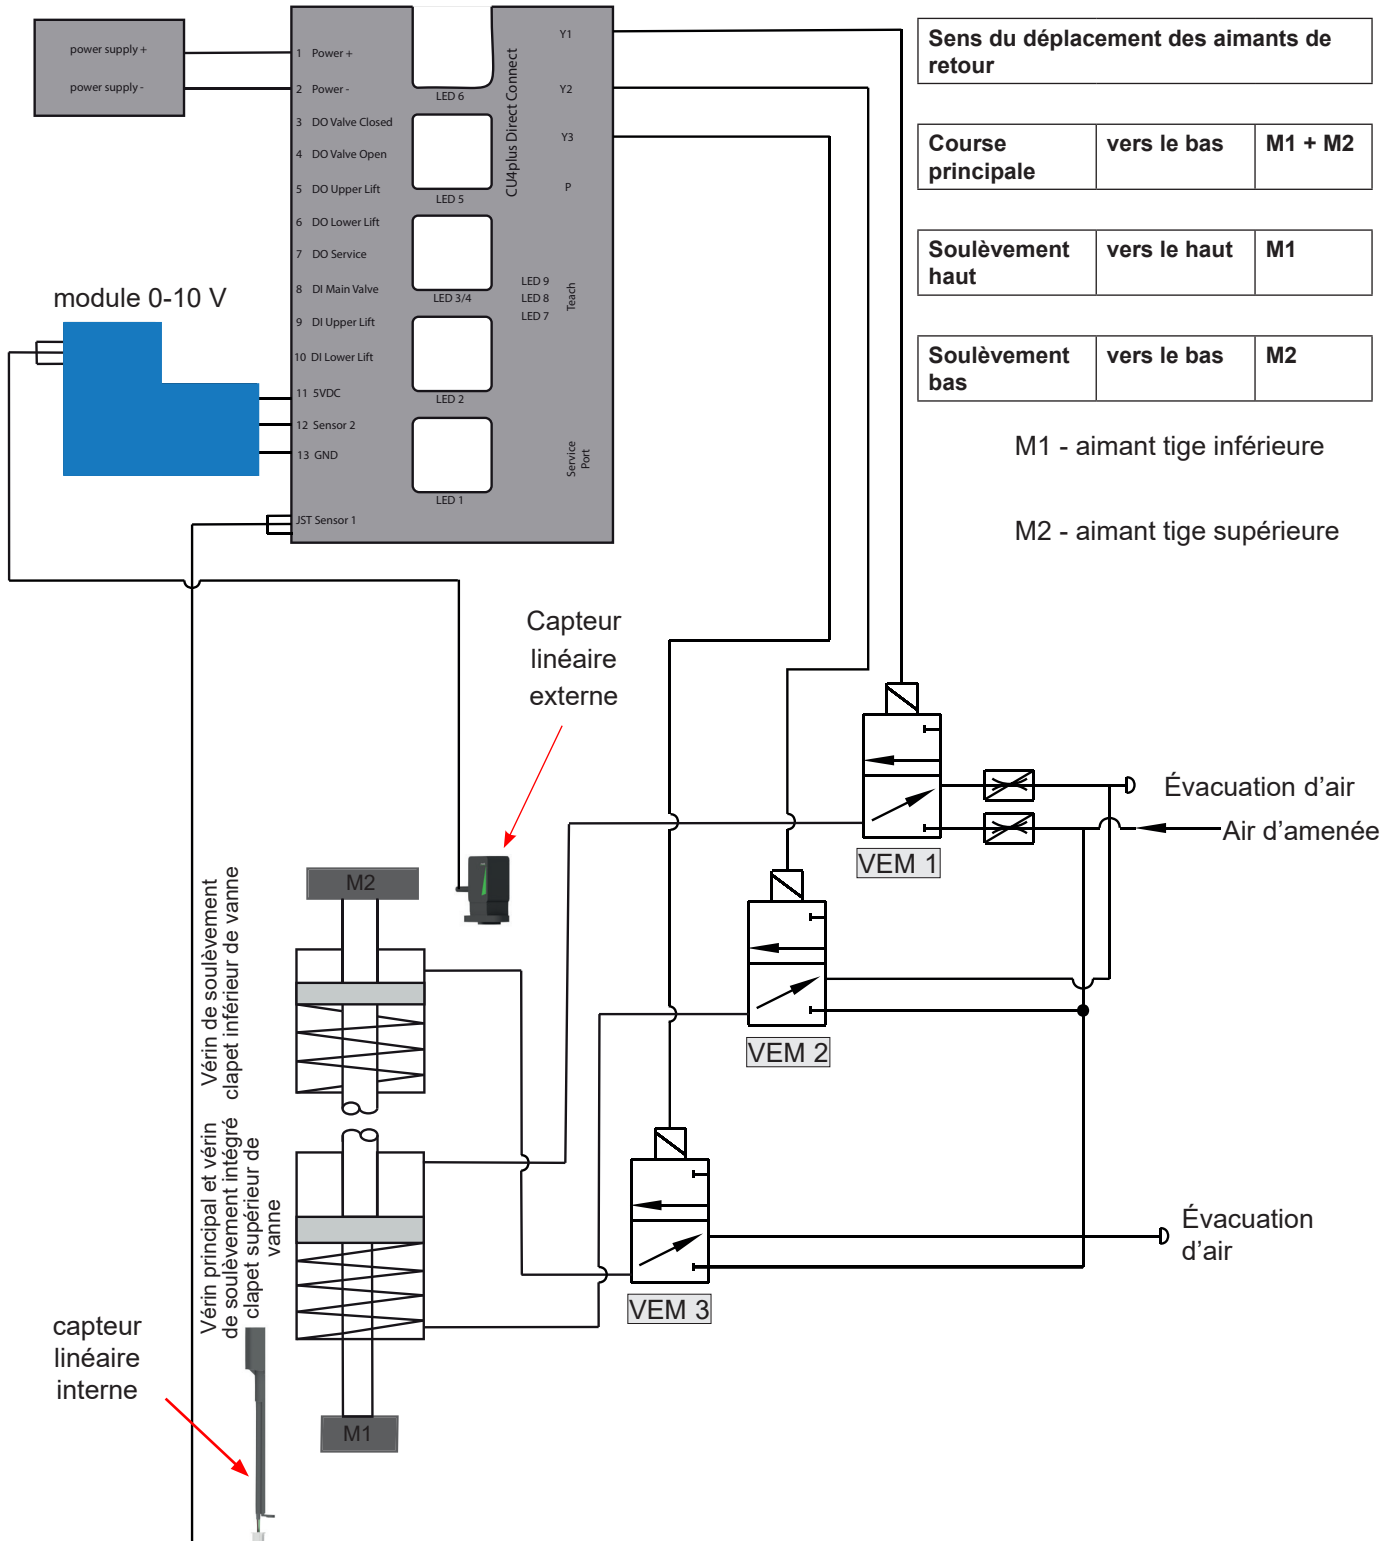 power supply +
power supply -
1 Power +
2 Power -
3 DO Valve Closed
4 DO Valve Open
5 DO Upper Lift
6 DO Lower Lift
7 DO Service
8 DI Main Valve
9 DI Upper Lift
10 DI Lower Lift
11 5VDC
12 Sensor 2
13 GND
JST Sensor 1
LED 6
LED 5
LED 3/4
LED 2
LED 1
CU4plus Direct Connect
Y1
Y2
Y3
P
LED 9
LED 8
LED 7
Teach
Service
Port
module 0-10 V
Sens du déplacement des aimants de
retour
Course
principale
vers le bas
M1 + M2
Soulèvement
haut
vers le haut
M1
Soulèvement
bas
vers le bas
M2
M1 - aimant tige inférieure
M2 - aimant tige supérieure
Capteur
linéaire
externe
Évacuation d'air
Air d'amenée
VEM 1
VEM 2
VEM 3
Évacuation
d'air
M2
Vérin de soulèvement
clapet inférieur de vanne
Vérin principal et vérin
de soulèvement intégré
clapet supérieur de
vanne
M1
capteur
linéaire
interne